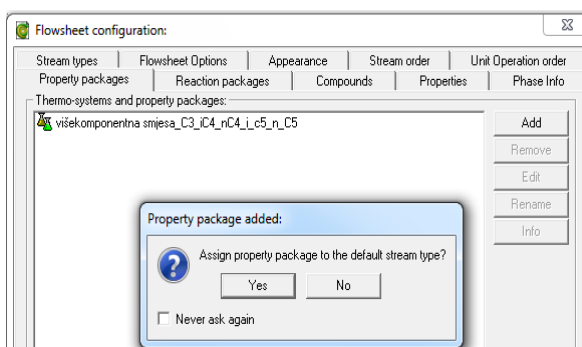 Flowsheet configuration:
Stream types Flowsheet Options Appearance Stream order Unit Operation order
Property packages Reaction packages Compounds Properties Phase Info
Thermo-systems and property packages:
višekomponentna smjesa_C3_iC4_nC4_i_c5_n_C5
Add
Remove
Edit
Rename
Info
Property package added:
Assign property package to the default stream type?
Yes No
Never ask again